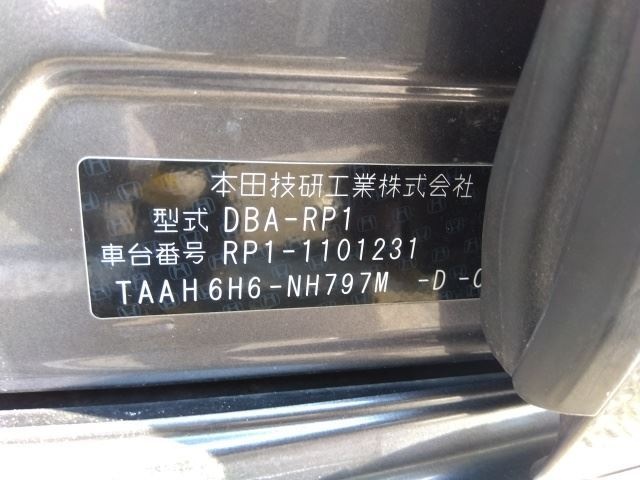 本田技研工業株式会社
型式 DBA-RP1
車台番号 RP1-1101231
TAAH6H6-NH797M -D -